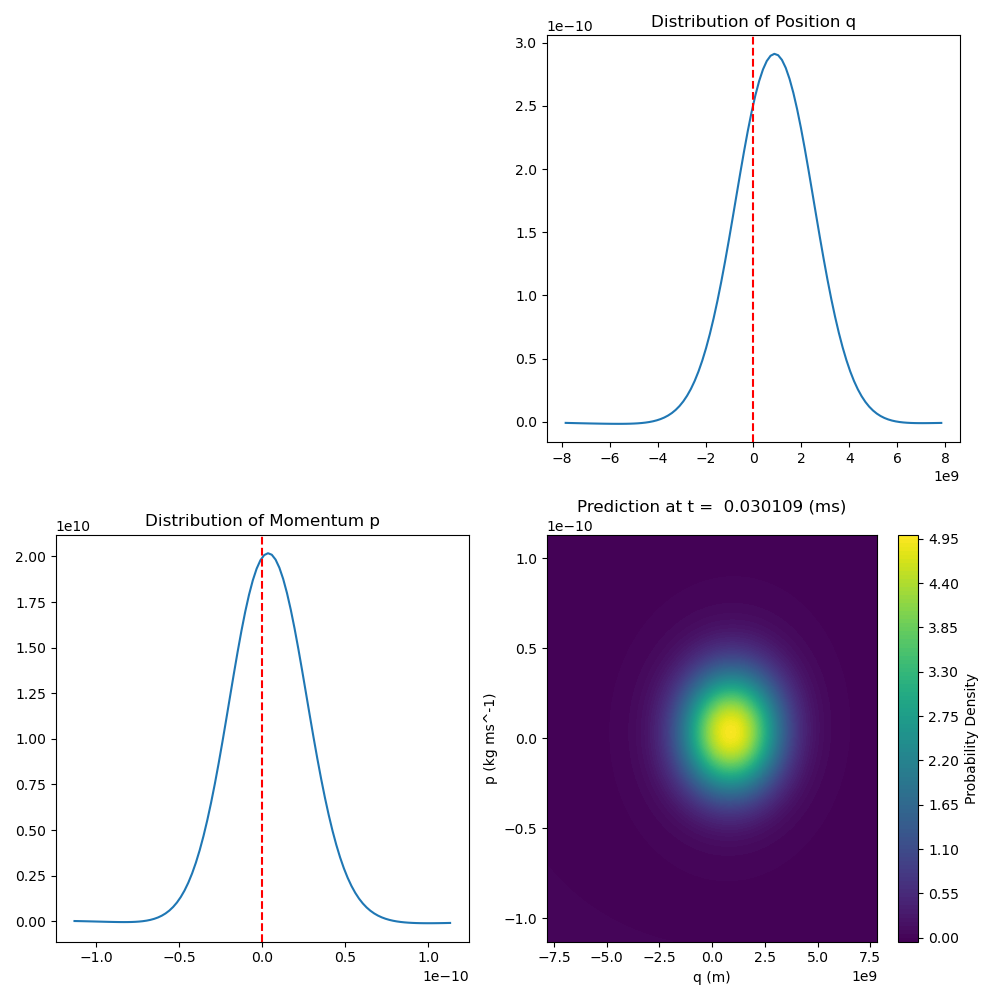 Distribution of Position q
1e−10
3.0
2.5
2.0
1.5
1.0
0.5
0.0
−8 −6 −4 −2 0 2 4 6 8
1e9
Distribution of Momentum p
1e10
2.00
1.75
1.50
1.25
1.00
0.75
0.50
0.25
0.00
−1.0 −0.5 0.0 0.5 1.0
1e−10
Prediction at t =  0.030109 (ms)
1e−10
1.0
0.5
0.0
−0.5
−1.0
p (kg ms^-1)
−7.5 −5.0 −2.5 0.0 2.5 5.0 7.5
1e9
q (m)
4.95
4.40
3.85
3.30
2.75
2.20
1.65
1.10
0.55
0.00
Probability Density